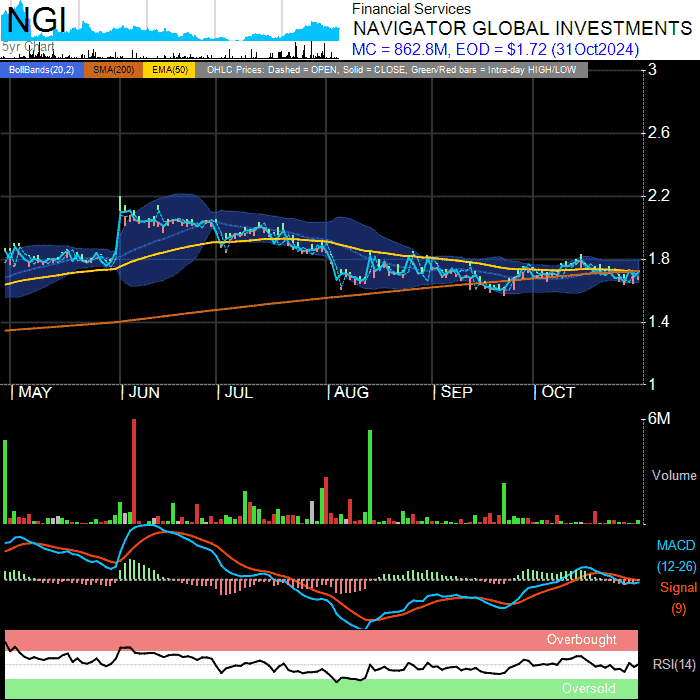 NGI
5yr Chart
Financial Services
NAVIGATOR GLOBAL INVESTMENTS
MC = 862.8M, EOD = $1.72 (31Oct2024)
BollBands(20,2) SMA(200) EMA(50) OHLC Prices: Dashed = OPEN, Solid = CLOSE, Green/Red bars = Intra-day HIGH/LOW
3
2.6
2.2
1.8
1.4
1
MAY JUN JUL AUG SEP OCT
6M
Volume
MACD
(12-26)
Signal
(9)
Overbought
RSI(14)
Oversold